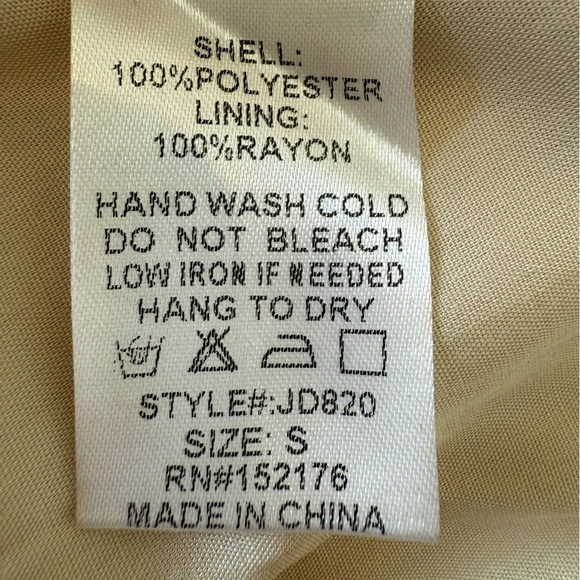 SHELL:
100%POLYESTER
LINING:
100%RAYON
HAND WASH COLD
DO NOT BLEACH
LOW IRON IF NEEDED
HANG TO DRY
STYLE#:JD820
SIZE: S
RN#152176
MADE IN CHINA